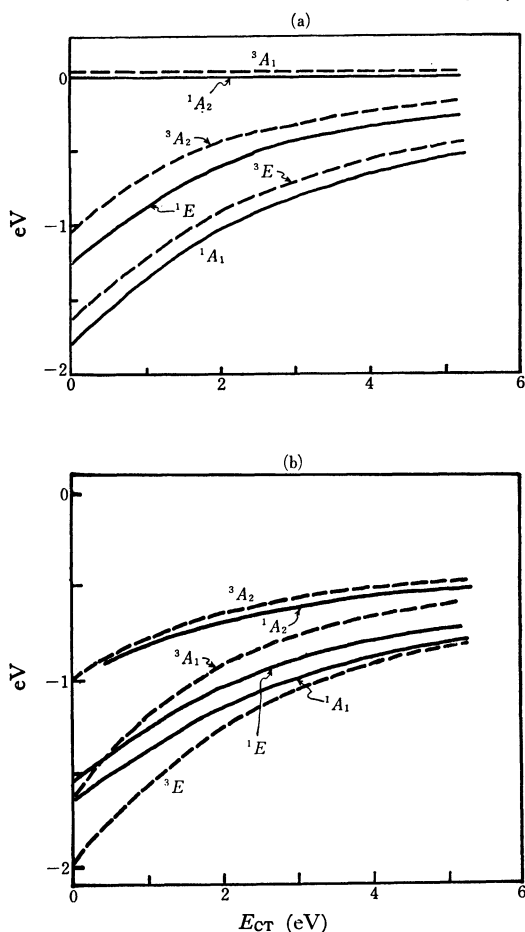 (a)
³A₁
0
¹A₂
³A₂
³E
eV
−1
¹E
¹A₁
−2
0 2 4 6
(b)
0
³A₂
¹A₂
³A₁
eV
−1
¹A₁
¹E
³E
−2
0 2 4 6
E_CT (eV)